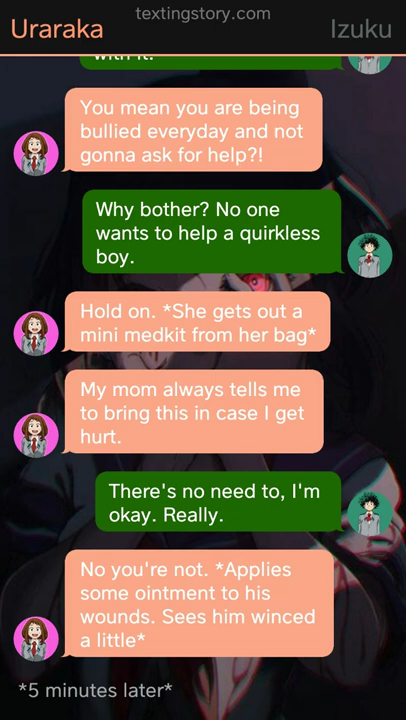 textingstory.com
Uraraka
Izuku
with it.
You mean you are being
bullied everyday and not
gonna ask for help?!
Why bother? No one
wants to help a quirkless
boy.
Hold on. *She gets out a
mini medkit from her bag*
My mom always tells me
to bring this in case I get
hurt.
There's no need to, I'm
okay. Really.
No you're not. *Applies
some ointment to his
wounds. Sees him winced
a little*
*5 minutes later*